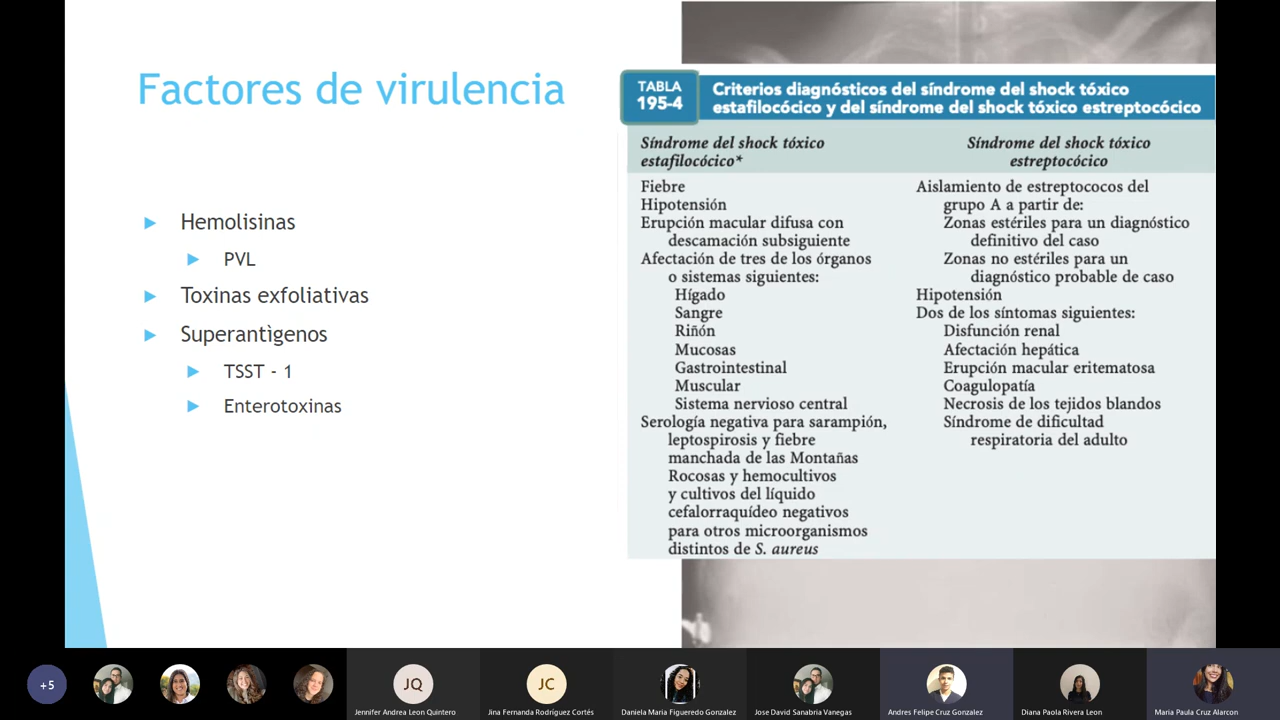 Factores de virulencia
Hemolisinas
PVL
Toxinas exfoliativas
Superantìgenos
TSST - 1
Enterotoxinas
TABLA
195-4
Criterios diagnósticos del síndrome del shock tóxico
estafilocócico y del síndrome del shock tóxico estreptocócico
Síndrome del shock tóxico
estafilocócico*
Fiebre
Hipotensión
Erupción macular difusa con
descamación subsiguiente
Afectación de tres de los órganos
o sistemas siguientes:
Hígado
Sangre
Riñón
Mucosas
Gastrointestinal
Muscular
Sistema nervioso central
Serología negativa para sarampión,
leptospirosis y fiebre
manchada de las Montañas
Rocosas y hemocultivos
y cultivos del líquido
cefalorraquídeo negativos
para otros microorganismos
distintos de S. aureus
Síndrome del shock tóxico
estreptocócico
Aislamiento de estreptococos del
grupo A a partir de:
Zonas estériles para un diagnóstico
definitivo del caso
Zonas no estériles para un
diagnóstico probable de caso
Hipotensión
Dos de los síntomas siguientes:
Disfunción renal
Afectación hepática
Erupción macular eritematosa
Coagulopatía
Necrosis de los tejidos blandos
Síndrome de dificultad
respiratoria del adulto
+5
JQ
Jennifer Andrea Leon Quintero
JC
Jina Fernanda Rodríguez Cortés
Daniela Maria Figueredo Gonzalez
Jose David Sanabria Vanegas
Andres Felipe Cruz Gonzalez
Diana Paola Rivera Leon
Maria Paula Cruz Alarcon